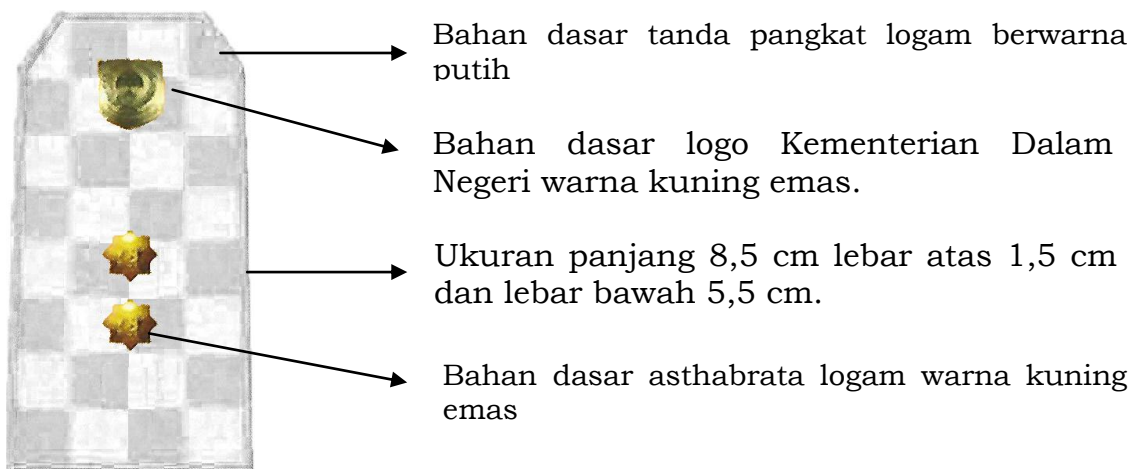 Bahan dasar tanda pangkat logam berwarna
putih
Bahan dasar logo Kementerian Dalam
Negeri warna kuning emas.
Ukuran panjang 8,5 cm lebar atas 1,5 cm
dan lebar bawah 5,5 cm.
Bahan dasar asthabrata logam warna kuning
emas